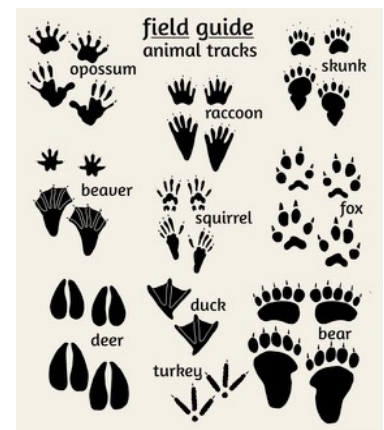 field guide
animal tracks
opossum
skunk
raccoon
beaver
squirrel
fox
duck
deer
bear
turkey